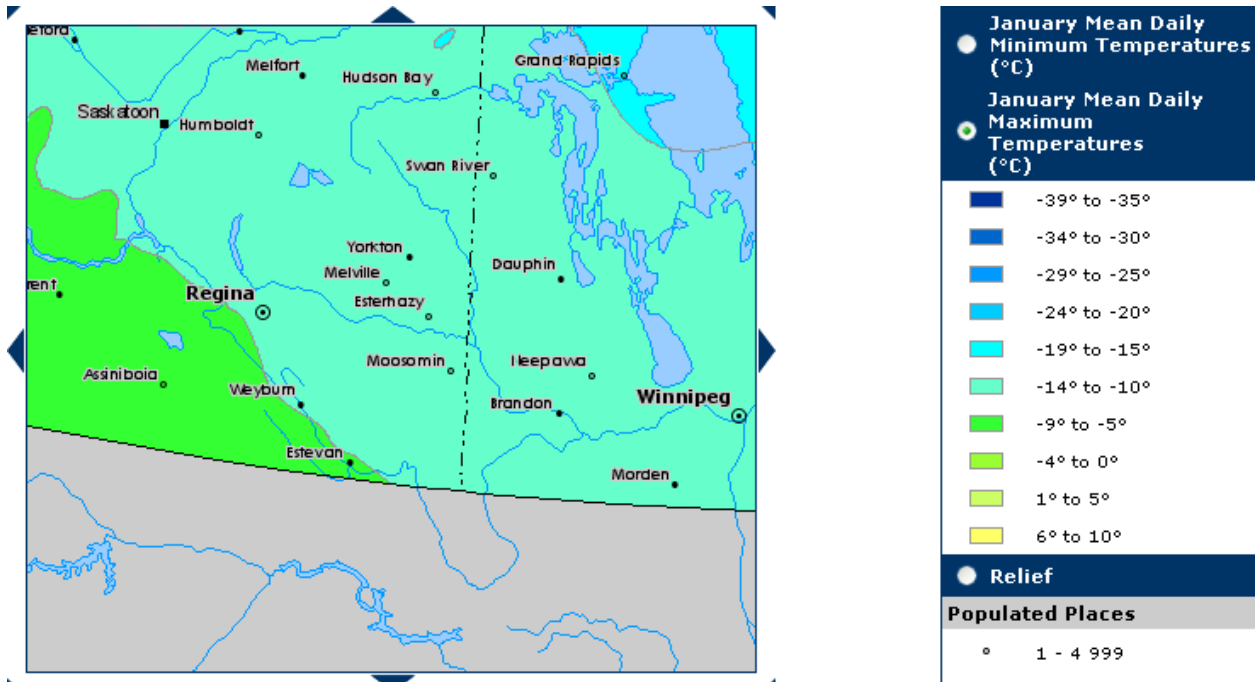 eford
Melfort
Hudson Bay
Grand Rapids
Saskatoon
Humboldt
Swan River
Yorkton
Melville
Dauphin
rent
Regina
Esterhazy
Moosomin
Neepawa
Assiniboia
Weyburn
Brandon
Winnipeg
Estevan
Morden
January Mean Daily
Minimum Temperatures
(°C)
January Mean Daily
Maximum
Temperatures
(°C)
-39° to -35°
-34° to -30°
-29° to -25°
-24° to -20°
-19° to -15°
-14° to -10°
-9° to -5°
-4° to 0°
1° to 5°
6° to 10°
Relief
Populated Places
1 - 4 999